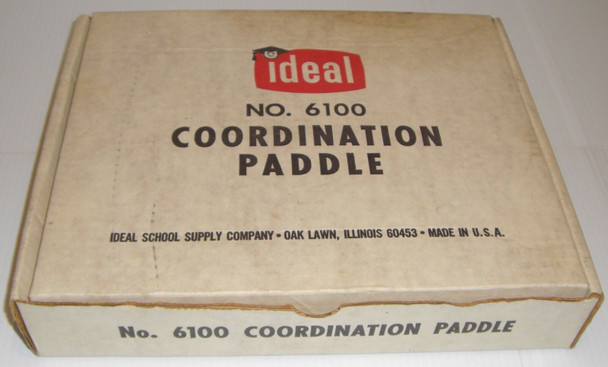 ideal
NO. 6100
COORDINATION
PADDLE
IDEAL SCHOOL SUPPLY COMPANY • OAK LAWN, ILLINOIS 60453 • MADE IN U.S.A.
No. 6100 COORDINATION PADDLE